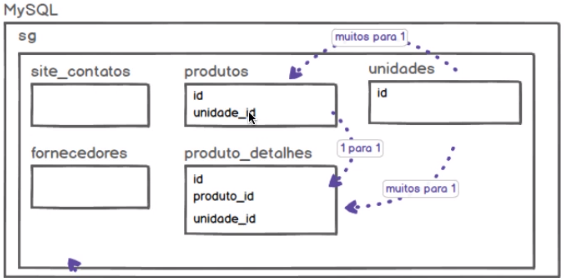 MySQL
sg
muitos para 1
site_contatos
produtos
unidades
id
unidade_id
id
1 para 1
fornecedores
produto_detalhes
id
produto_id
unidade_id
muitos para 1